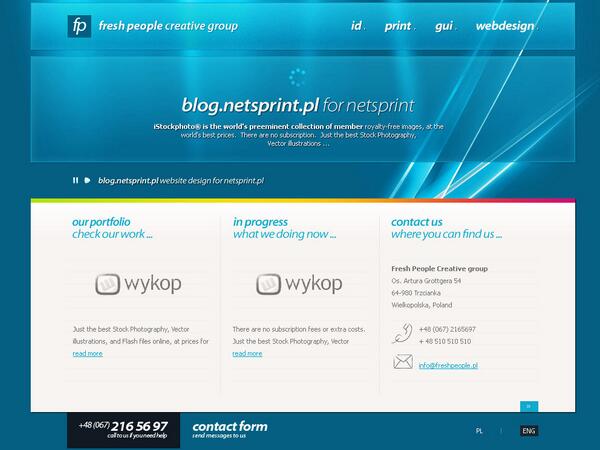 fp fresh people creative group
id . print . gui . webdesign .
blog.netsprint.pl for netsprint
iStockphoto® is the world's preeminent collection of member royalty-free images, at the
world's best prices. There are no subscription. Just the best Stock Photography,
Vector illustrations ...
blog.netsprint.pl website design for netsprint.pl
our portfolio
check our work ...
wykop
Just the best Stock Photography, Vector
illustrations, and Flash files online, at prices for
read more
in progress
what we doing now ...
wykop
There are no subscription fees or extra costs.
Just the best Stock Photography, Vector
read more
contact us
where you can find us ...
Fresh People Creative group
Os. Artura Grottgera 54
64-980 Trzcianka
Wielkopolska, Poland
+48 (067) 2165697
+ 48 510 510 510
info@freshpeople.pl
»
+48 (067) 216 56 97
call to us if you need help
contact form
send messages to us
PL | ENG